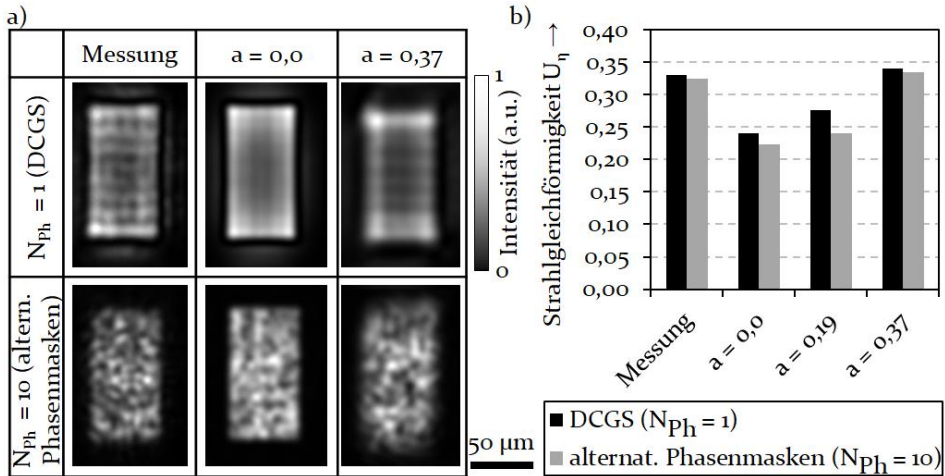 a)
Messung
a = 0,0
a = 0,37
N_Ph = 1 (DCGS)
N_Ph = 10 (altern.
Phasenmasken)
1
Intensität (a.u.)
0
50 µm
b)
Strahlgleichförmigkeit U_η →
0,40
0,35
0,30
0,25
0,20
0,15
0,10
0,05
0,00
Messung
a = 0,0
a = 0,19
a = 0,37
DCGS (N_Ph = 1)
alternat. Phasenmasken (N_Ph = 10)